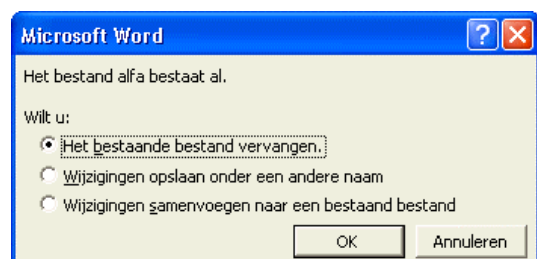 Microsoft Word
Het bestand alfa bestaat al.
Wilt u:
Het bestaande bestand vervangen.
Wijzigingen opslaan onder een andere naam
Wijzigingen samenvoegen naar een bestaand bestand
OK Annuleren